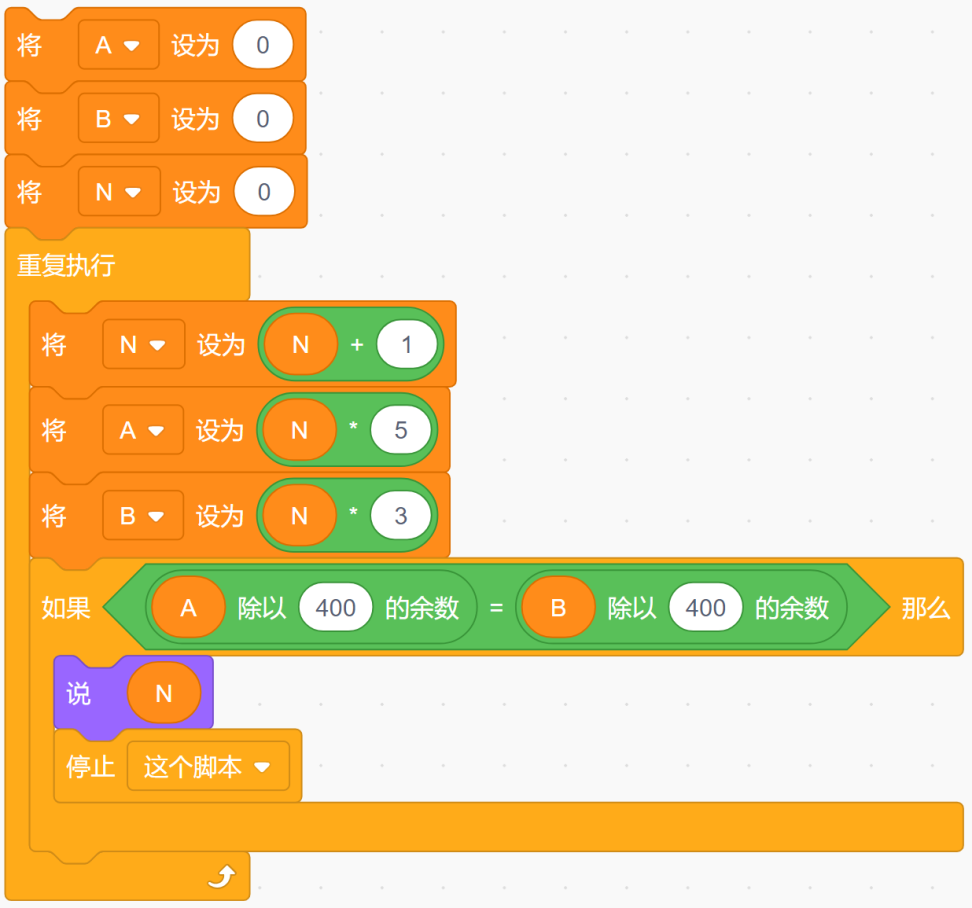 将 A 设为 0
将 B 设为 0
将 N 设为 0
重复执行
将 N 设为 N + 1
将 A 设为 N * 5
将 B 设为 N * 3
如果 A 除以 400 的余数 = B 除以 400 的余数 那么
说 N
停止 这个脚本